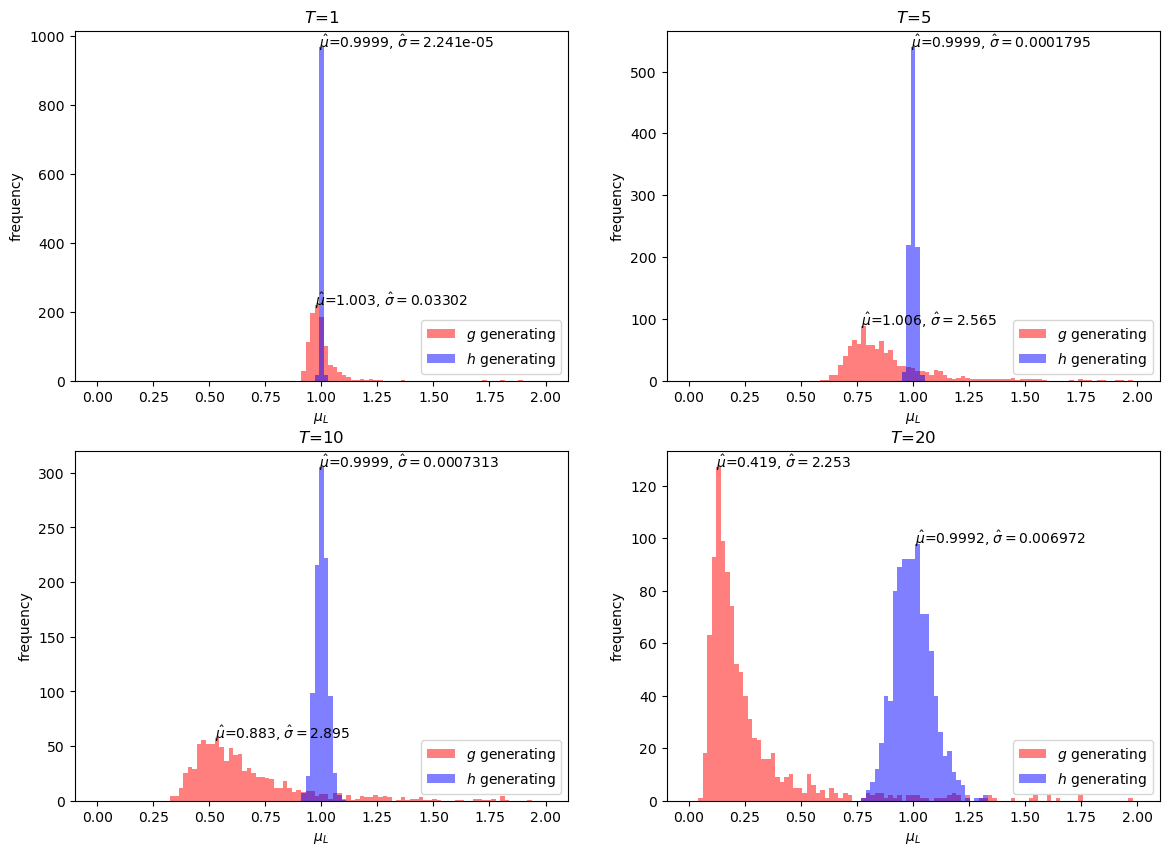 T=1
μ̂=0.9999, σ̂ = 2.241e-05
μ̂=1.003, σ̂ = 0.03302
frequency
1000
800
600
400
200
0
0.00 0.25 0.50 0.75 1.00 1.25 1.50 1.75 2.00
μ_L
g generating
h generating
T=5
μ̂=0.9999, σ̂ = 0.0001795
μ̂=1.006, σ̂ = 2.565
frequency
500
400
300
200
100
0
0.00 0.25 0.50 0.75 1.00 1.25 1.50 1.75 2.00
μ_L
g generating
h generating
T=10
μ̂=0.9999, σ̂ = 0.0007313
μ̂=0.883, σ̂ = 2.895
frequency
300
250
200
150
100
50
0
0.00 0.25 0.50 0.75 1.00 1.25 1.50 1.75 2.00
μ_L
g generating
h generating
T=20
μ̂=0.419, σ̂ = 2.253
μ̂=0.9992, σ̂ = 0.006972
frequency
120
100
80
60
40
20
0
0.00 0.25 0.50 0.75 1.00 1.25 1.50 1.75 2.00
μ_L
g generating
h generating